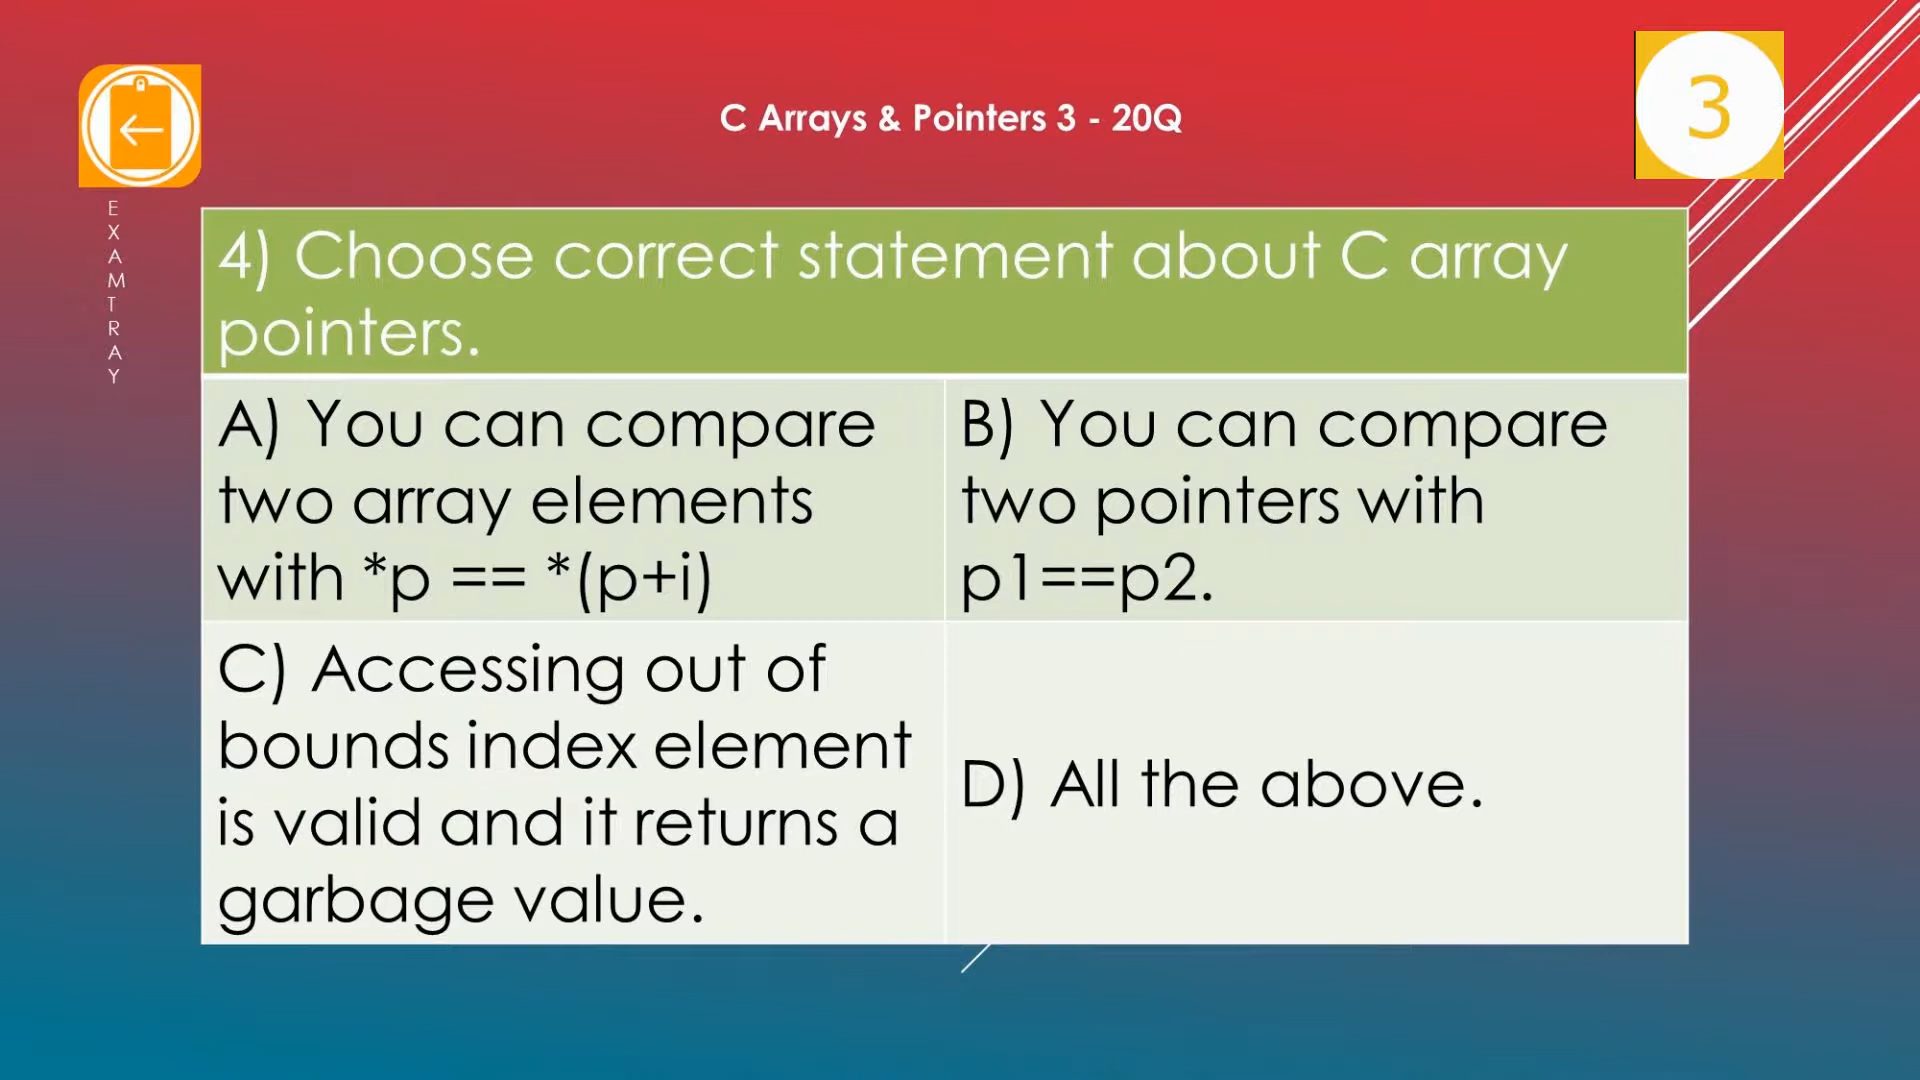 C Arrays & Pointers 3 - 20Q
3
E
X
A
M
T
R
A
Y
4) Choose correct statement about C array
pointers.
A) You can compare
two array elements
with *p == *(p+i)
B) You can compare
two pointers with
p1==p2.
C) Accessing out of
bounds index element
is valid and it returns a
garbage value.
D) All the above.